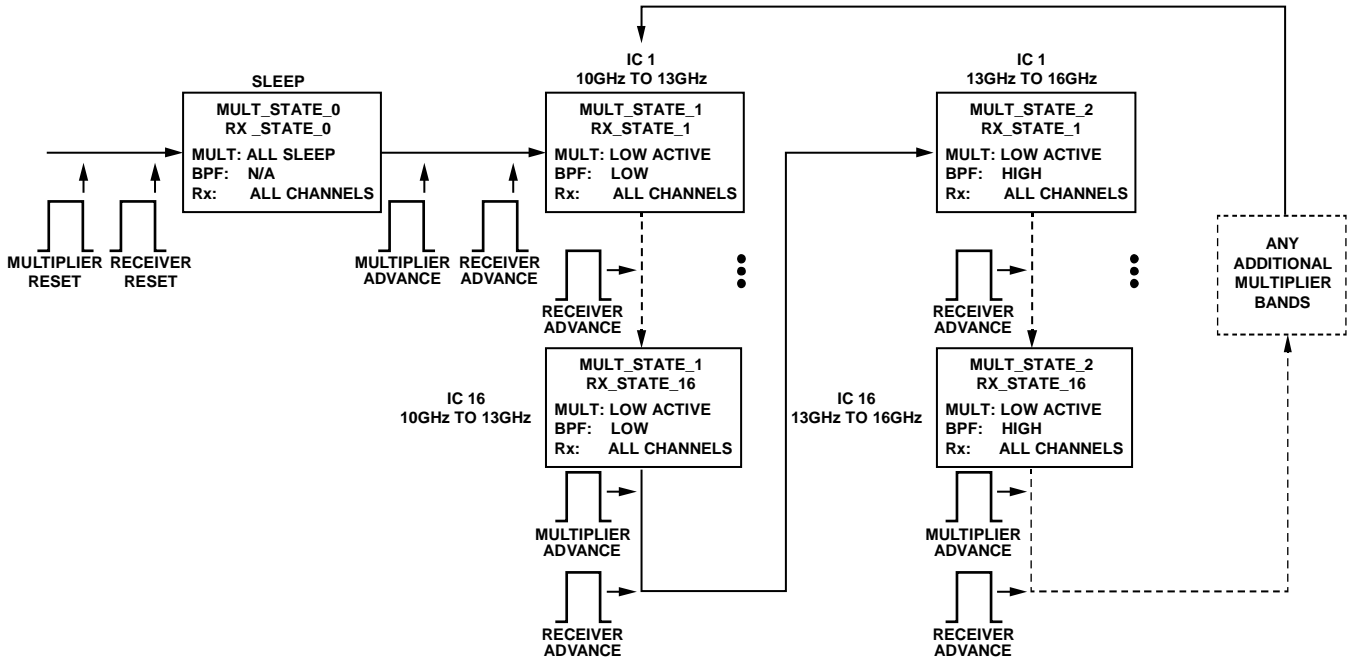 SLEEP
MULT_STATE_0
RX _STATE_0
MULT: ALL SLEEP
BPF: N/A
Rx: ALL CHANNELS
MULTIPLIER
RESET
RECEIVER
RESET
MULTIPLIER
ADVANCE
RECEIVER
ADVANCE
IC 1
10GHz TO 13GHz
MULT_STATE_1
RX_STATE_1
MULT: LOW ACTIVE
BPF: LOW
Rx: ALL CHANNELS
RECEIVER
ADVANCE
IC 16
10GHz TO 13GHz
MULT_STATE_1
RX_STATE_16
MULT: LOW ACTIVE
BPF: LOW
Rx: ALL CHANNELS
MULTIPLIER
ADVANCE
RECEIVER
ADVANCE
IC 1
13GHz TO 16GHz
MULT_STATE_2
RX_STATE_1
MULT: LOW ACTIVE
BPF: HIGH
Rx: ALL CHANNELS
RECEIVER
ADVANCE
IC 16
13GHz TO 16GHz
MULT_STATE_2
RX_STATE_16
MULT: LOW ACTIVE
BPF: HIGH
Rx: ALL CHANNELS
MULTIPLIER
ADVANCE
RECEIVER
ADVANCE
ANY
ADDITIONAL
MULTIPLIER
BANDS